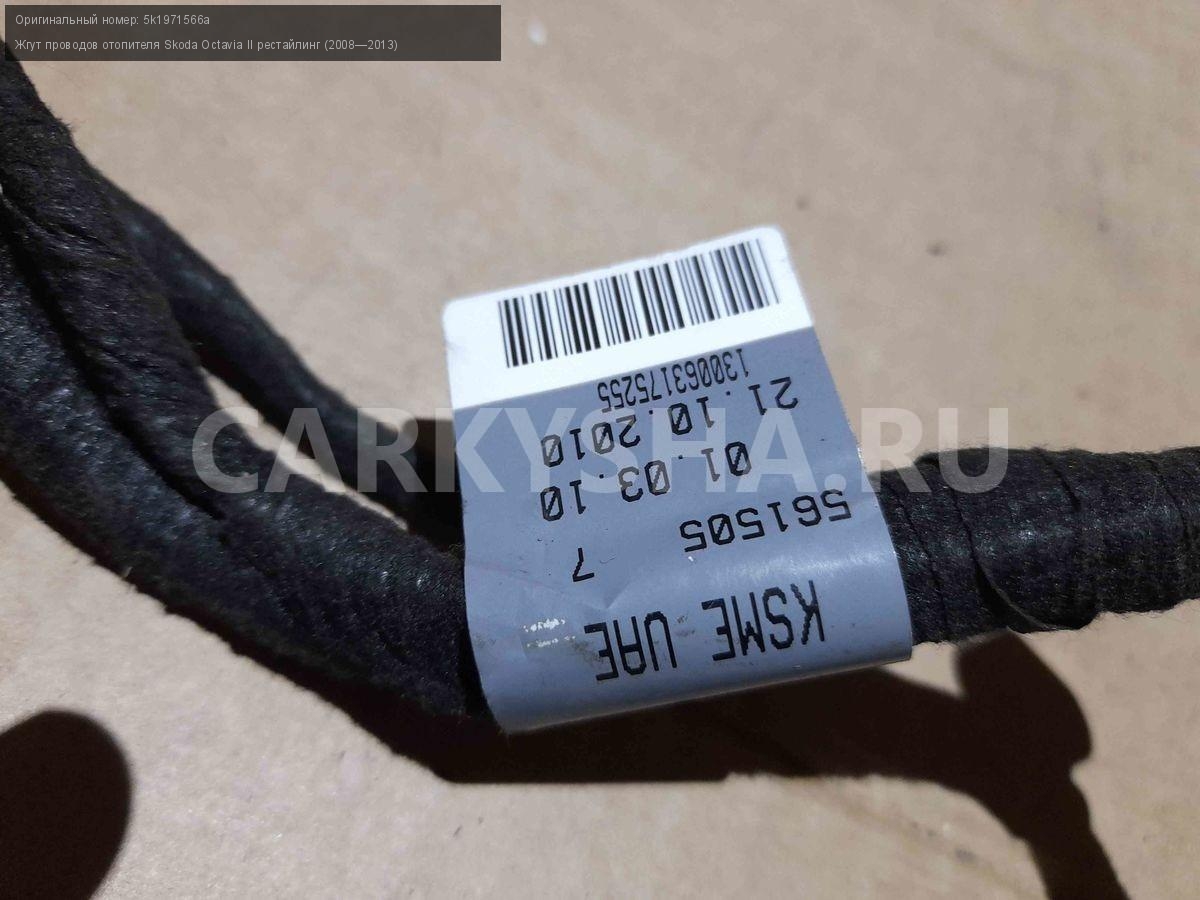 Оригинальный номер: 5k1971566a
Жгут проводов отопителя Skoda Octavia II рестайлинг (2008—2013)
CARKYSHA.RU
KSME UAE
561505 7
01.03.10
21.10.2010
130063175255